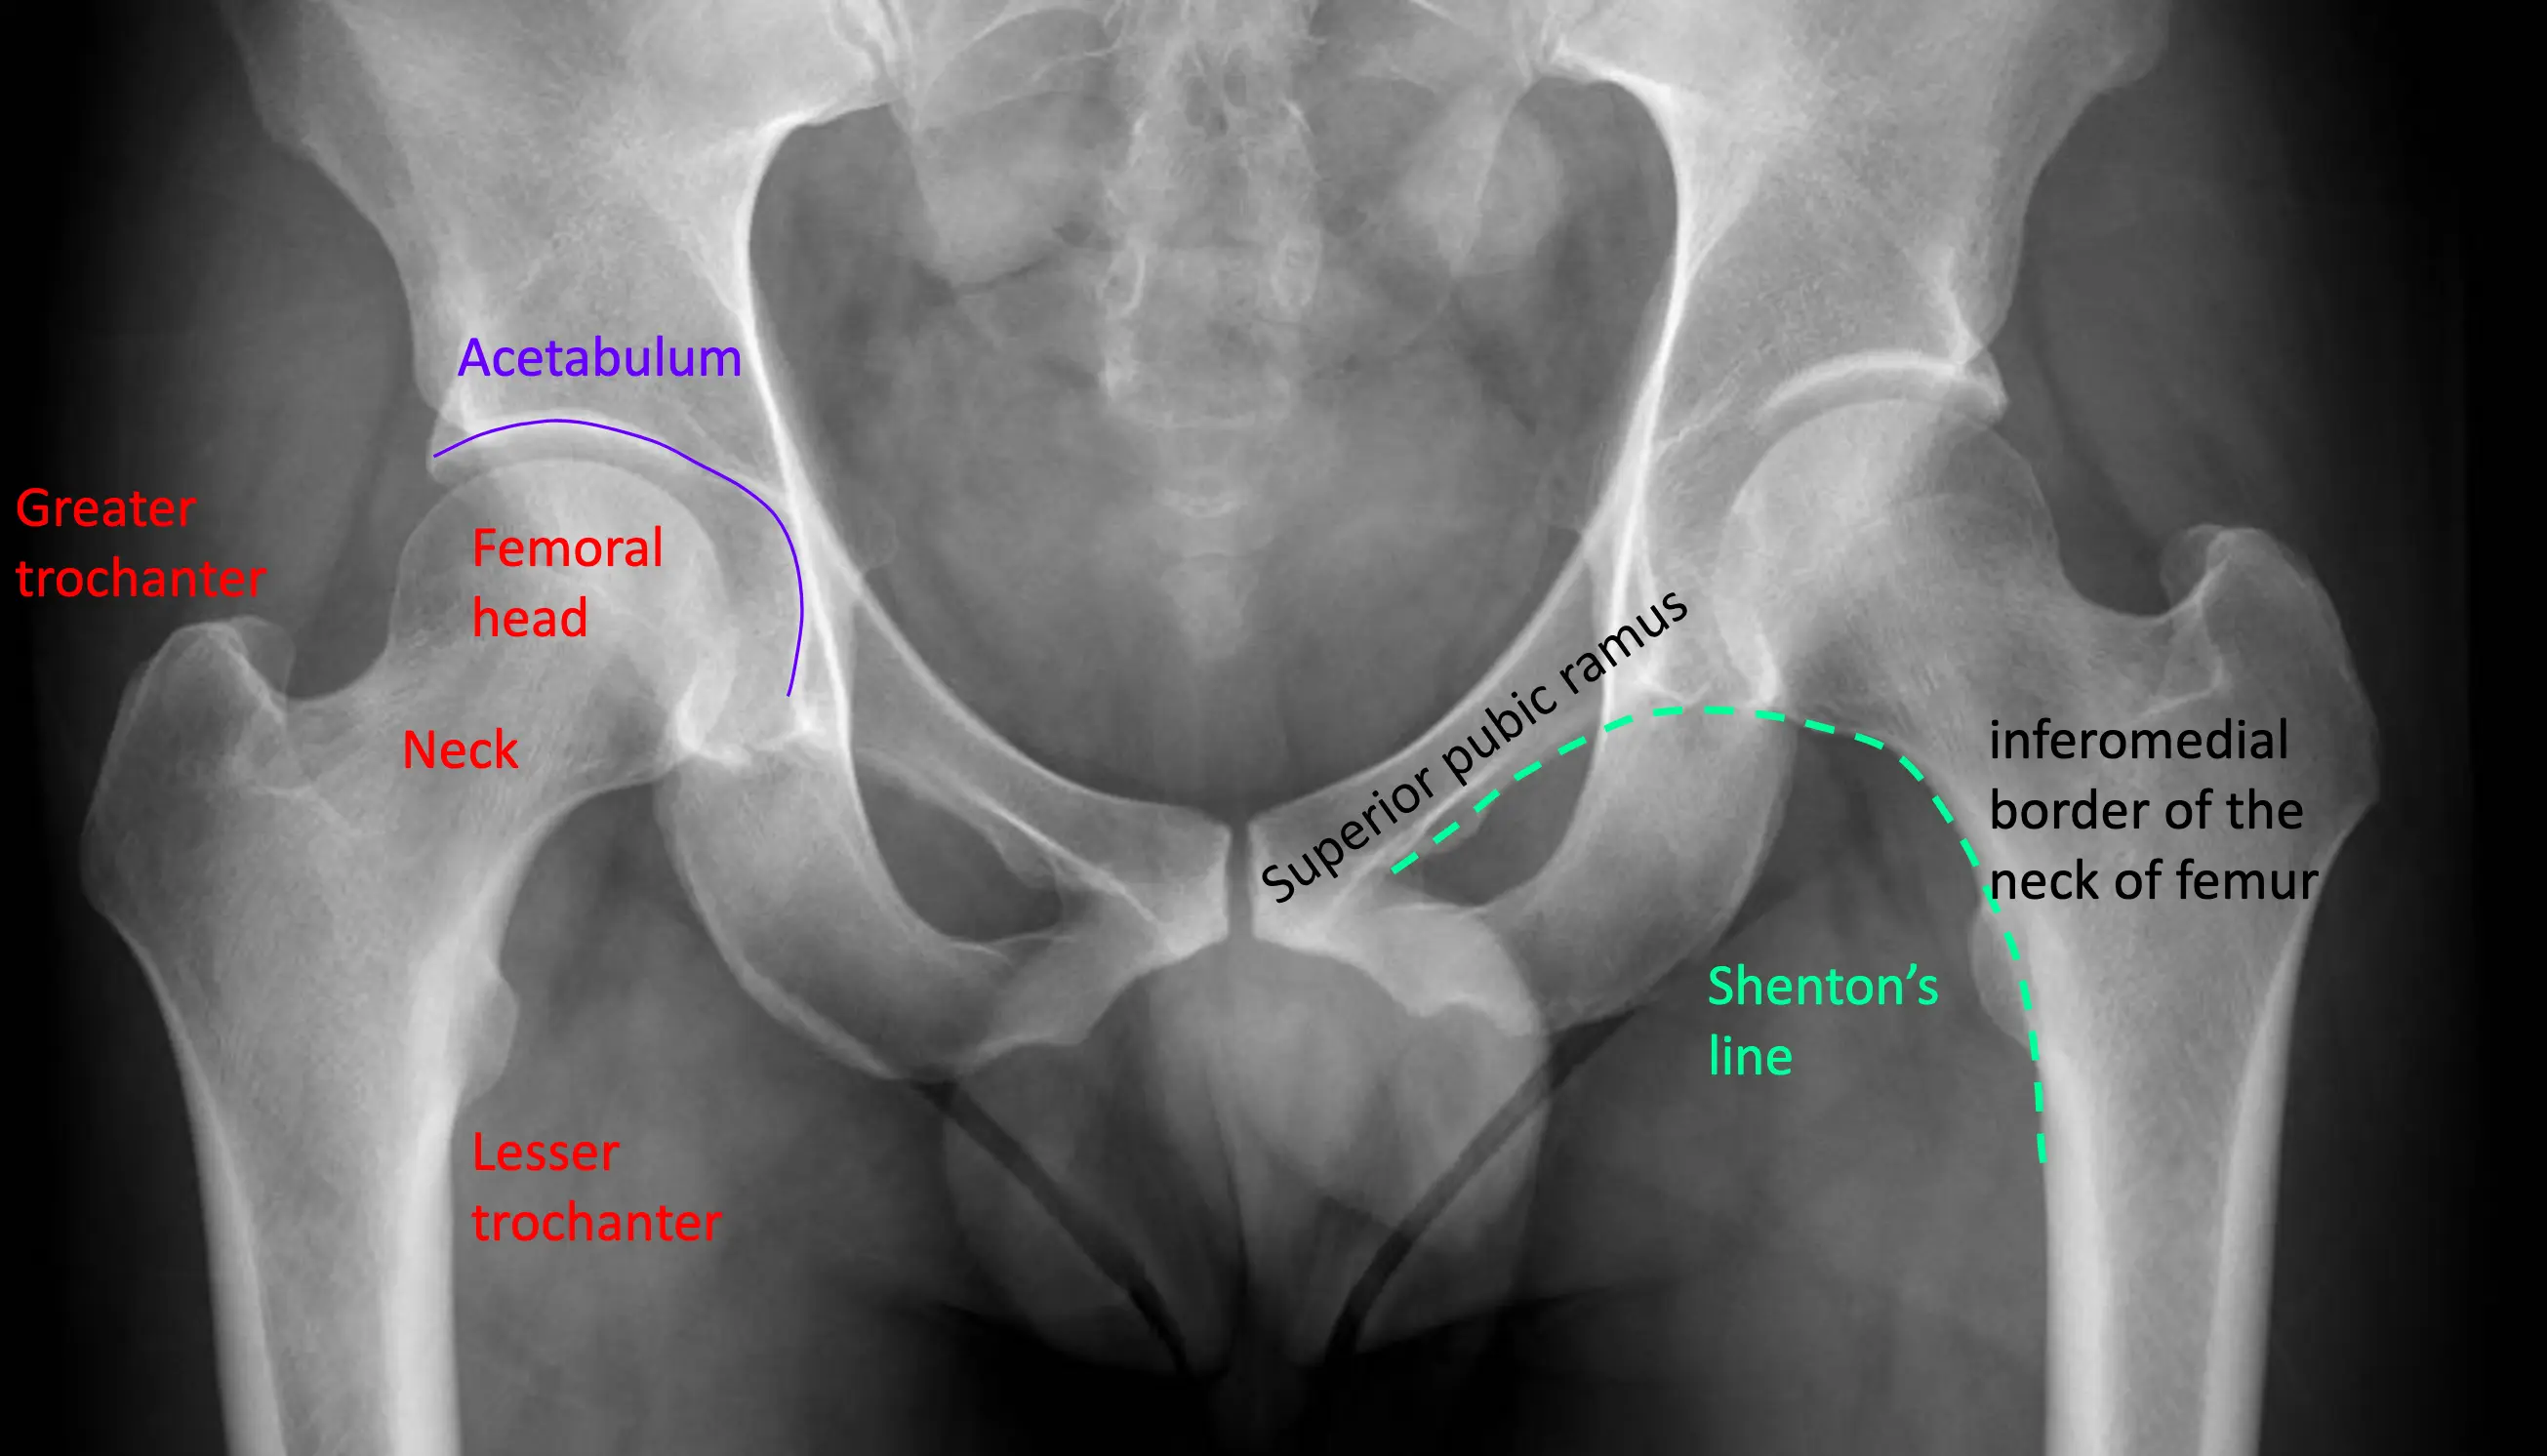 Acetabulum
Greater
trochanter
Femoral
head
Neck
Lesser
trochanter
Superior pubic ramus
inferomedial
border of the
neck of femur
Shenton’s
line